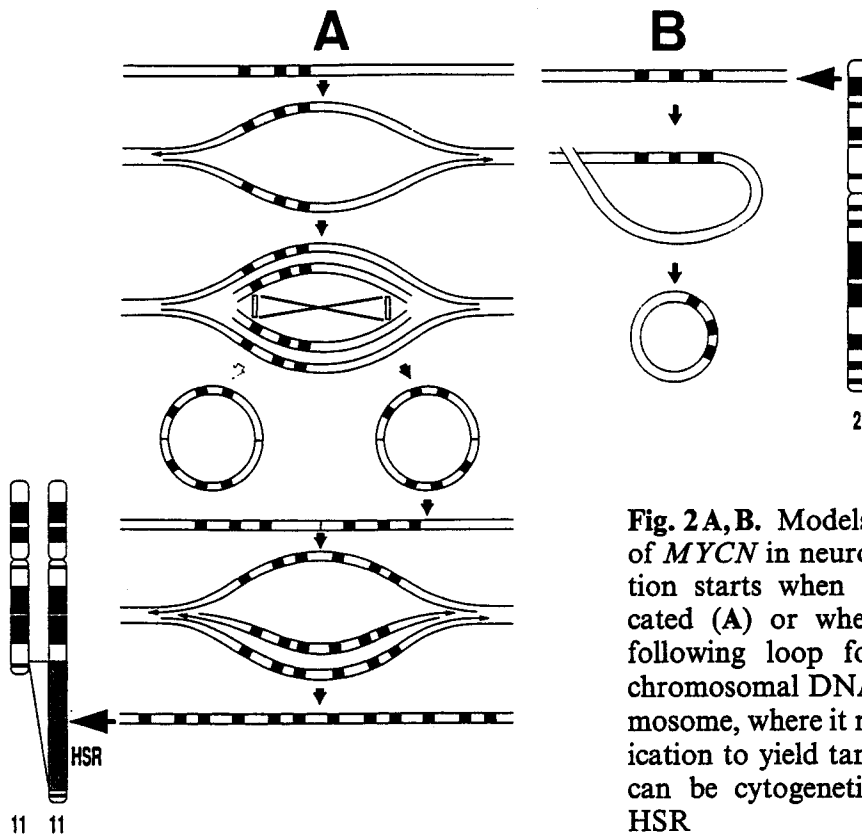 A
B
2
HSR
11 11
Fig. 2 A, B. Models
of MYCN in neuro
tion starts when
cated (A) or whe
following loop fo
chromosomal DNA
mosome, where it r
ication to yield tar
can be cytogeneti
HSR